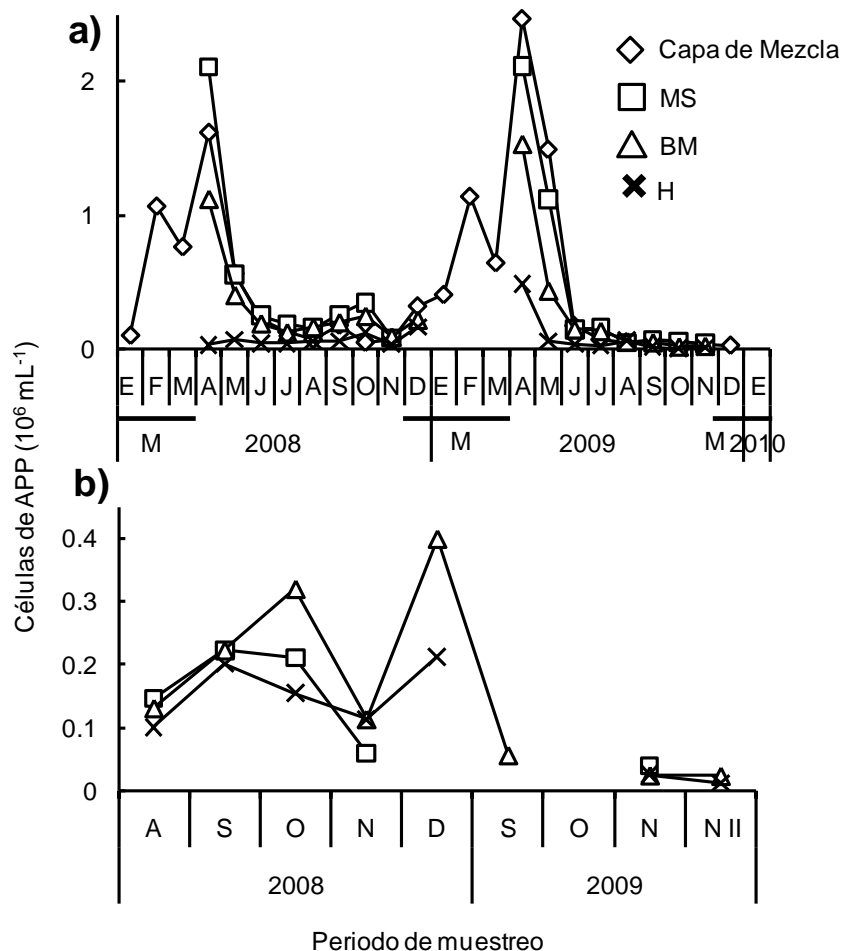 a)
Capa de Mezcla
MS
BM
H
2
1
0
E F M A M J J A S O N D E F M A M J J A S O N D E
M 2008 M 2009 M 2010
b)
0.4
0.3
0.2
0.1
0
A S O N D S O N N II
2008 2009
Células de APP (10⁶ mL⁻¹)
Periodo de muestreo